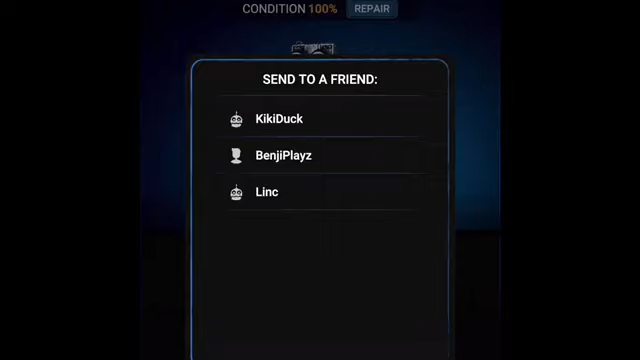 CONDITION 100% REPAIR
SEND TO A FRIEND:
KikiDuck
BenjiPlayz
Linc